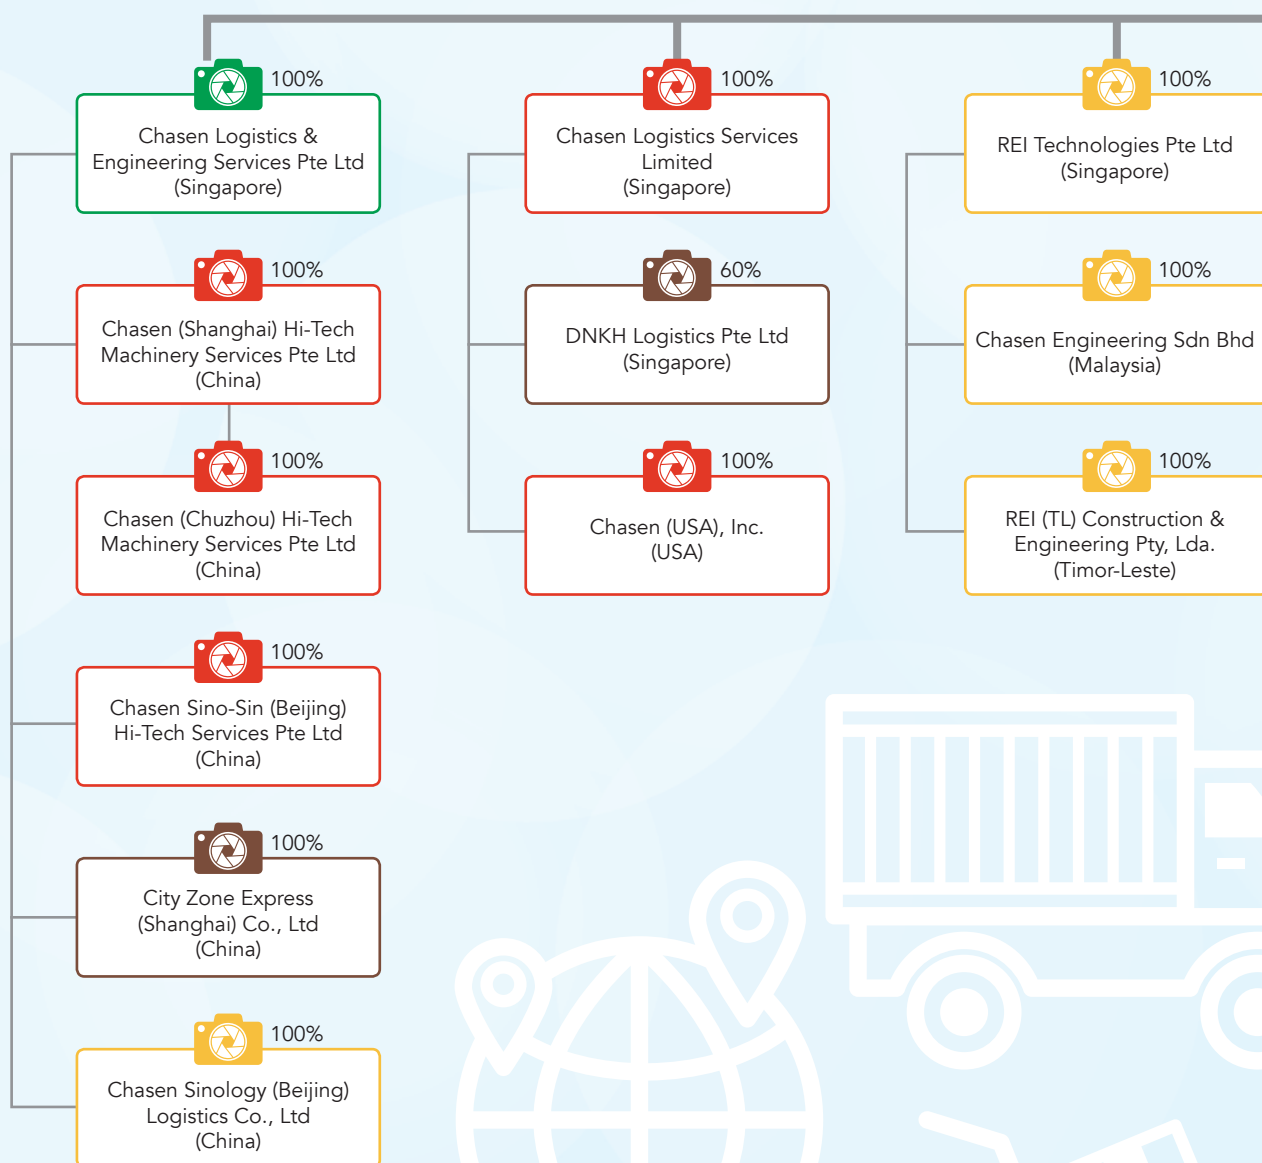 100%
Chasen Logistics &
Engineering Services Pte Ltd
(Singapore)
100%
Chasen (Shanghai) Hi-Tech
Machinery Services Pte Ltd
(China)
100%
Chasen (Chuzhou) Hi-Tech
Machinery Services Pte Ltd
(China)
100%
Chasen Sino-Sin (Beijing)
Hi-Tech Services Pte Ltd
(China)
100%
City Zone Express
(Shanghai) Co., Ltd
(China)
100%
Chasen Sinology (Beijing)
Logistics Co., Ltd
(China)
100%
Chasen Logistics Services
Limited
(Singapore)
60%
DNKH Logistics Pte Ltd
(Singapore)
100%
Chasen (USA), Inc.
(USA)
100%
REI Technologies Pte Ltd
(Singapore)
100%
Chasen Engineering Sdn Bhd
(Malaysia)
100%
REI (TL) Construction &
Engineering Pty, Lda.
(Timor-Leste)